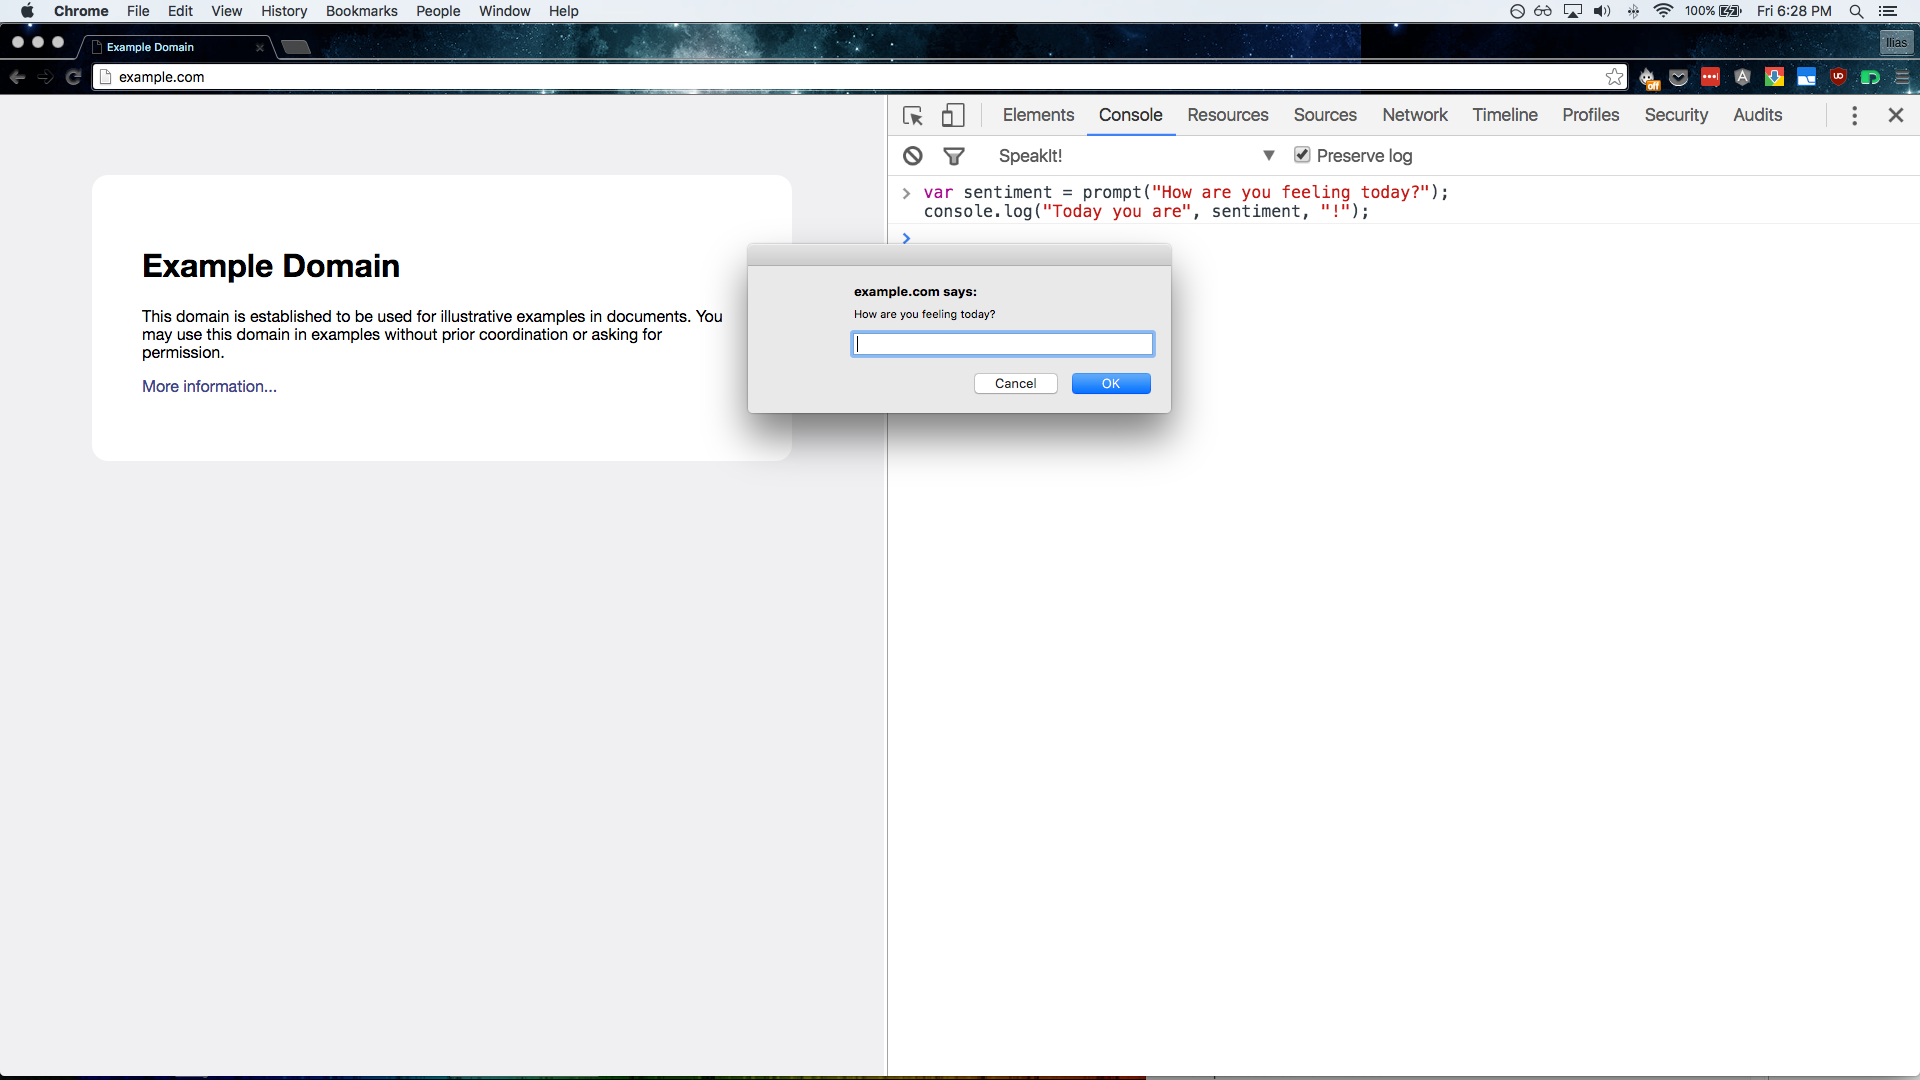 Chrome File Edit View History Bookmarks People Window Help
100% Fri 6:28 PM
Example Domain
Ilias
example.com
off
Elements Console Resources Sources Network Timeline Profiles Security Audits
SpeakIt! Preserve log
var sentiment = prompt("How are you feeling today?");
console.log("Today you are", sentiment, "!");
Example Domain
This domain is established to be used for illustrative examples in documents. You
may use this domain in examples without prior coordination or asking for
permission.
More information...
example.com says:
How are you feeling today?
Cancel OK